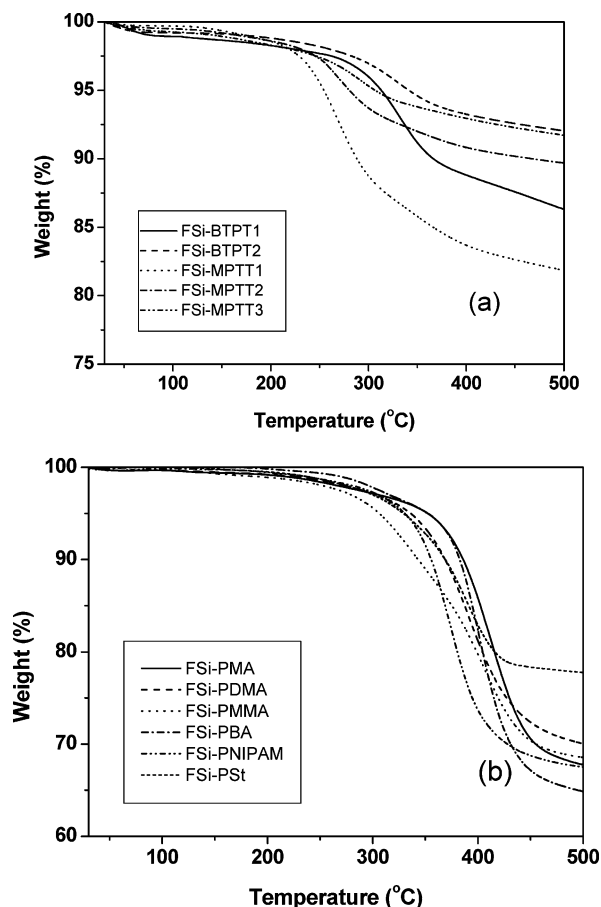 100
95
90
85
80
75
Weight (%)
FSi-BTPT1
FSi-BTPT2
FSi-MPTT1
FSi-MPTT2
FSi-MPTT3
(a)
100 200 300 400 500
Temperature (°C)
100
90
80
70
60
Weight (%)
FSi-PMA
FSi-PDMA
FSi-PMMA
FSi-PBA
FSi-PNIPAM
FSi-PSt
(b)
100 200 300 400 500
Temperature (°C)